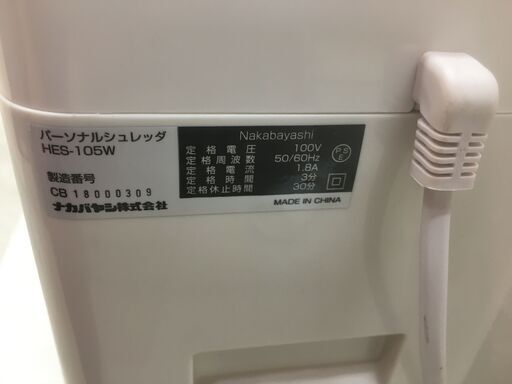 パーソナルシュレッダ
HES-105W
製造番号
CB 18000309
ナカバヤシ株式会社
Nakabayashi
定格電圧 100V
定格周波数 50/60Hz
定格電流 1.8A
定格時間 3分
定格休止時間 30分
PSE
MADE IN CHINA